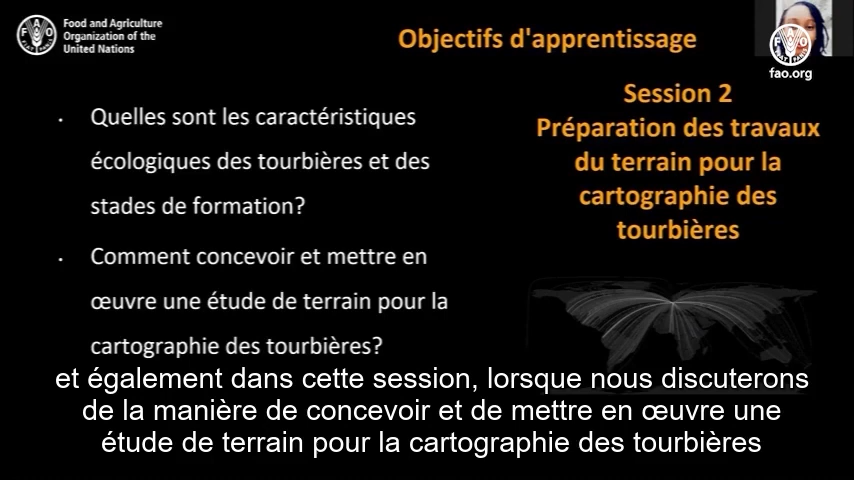 Food and Agriculture
Organization of the
United Nations
Objectifs d'apprentissage
fao.org
Session 2
Préparation des travaux
du terrain pour la
cartographie des
tourbières
• Quelles sont les caractéristiques
écologiques des tourbières et des
stades de formation?
• Comment concevoir et mettre en
œuvre une étude de terrain pour la
cartographie des tourbières?
et également dans cette session, lorsque nous discuterons
de la manière de concevoir et de mettre en œuvre une
étude de terrain pour la cartographie des tourbières